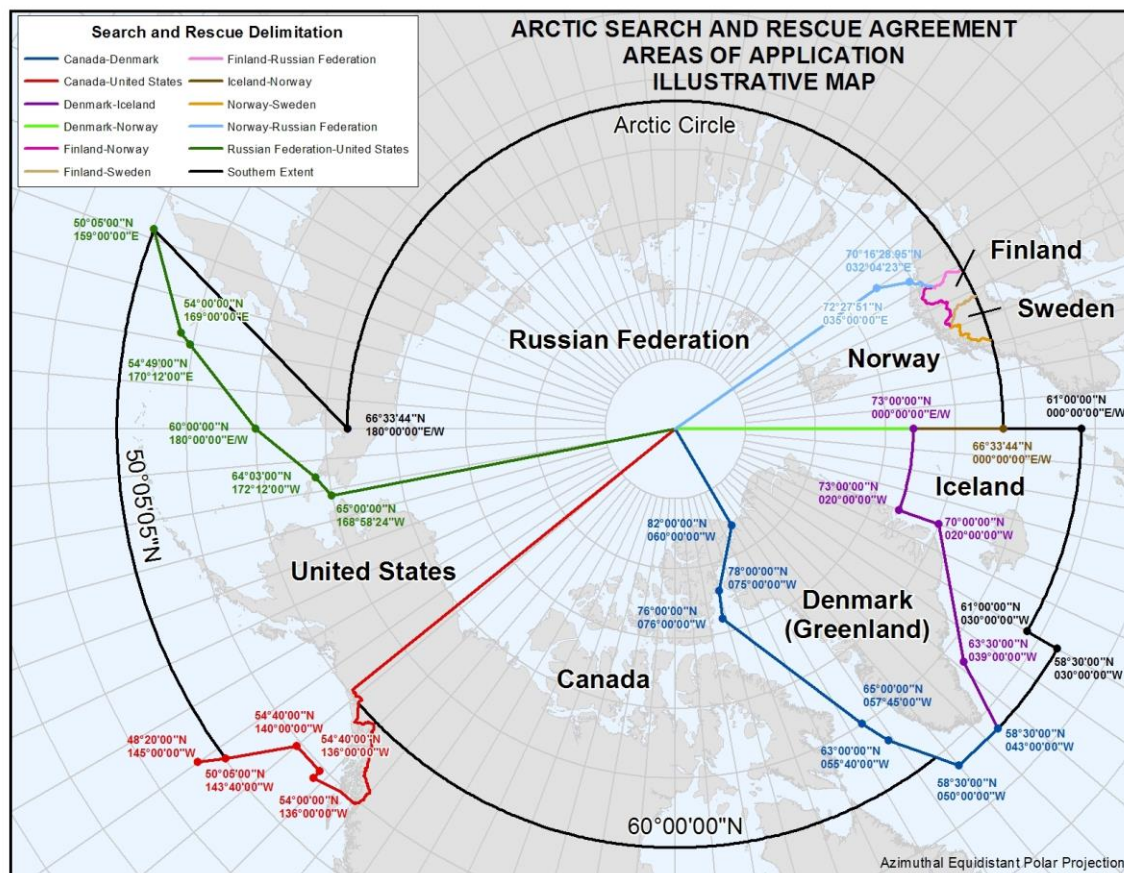 ARCTIC SEARCH AND RESCUE AGREEMENT
AREAS OF APPLICATION
ILLUSTRATIVE MAP
Search and Rescue Delimitation
Canada-Denmark
Canada-United States
Denmark-Iceland
Denmark-Norway
Finland-Norway
Finland-Sweden
Finland-Russian Federation
Iceland-Norway
Norway-Sweden
Norway-Russian Federation
Russian Federation-United States
Southern Extent
Arctic Circle
50°05'00"N
159°00'00"E
54°00'00"N
169°00'00"E
54°49'00"N
170°12'00"E
60°00'00"N
180°00'00"E/W
64°03'00"N
172°12'00"W
65°00'00"N
168°58'24"W
66°33'44"N
180°00'00"E/W
50°05'05"N
Russian Federation
70°16'28.95"N
032°04'23"E
72°27'51"N
035°00'00"E
Finland
Sweden
Norway
73°00'00"N
000°00'00"E/W
61°00'00"N
000°00'00"E/W
66°33'44"N
000°00'00"E/W
Iceland
73°00'00"N
020°00'00"W
70°00'00"N
020°00'00"W
61°00'00"N
030°00'00"W
58°30'00"N
030°00'00"W
63°30'00"N
039°00'00"W
58°30'00"N
043°00'00"W
58°30'00"N
050°00'00"W
United States
82°00'00"N
060°00'00"W
78°00'00"N
075°00'00"W
76°00'00"N
076°00'00"W
Denmark
(Greenland)
Canada
65°00'00"N
057°45'00"W
63°00'00"N
055°40'00"W
48°20'00"N
145°00'00"W
50°05'00"N
143°40'00"W
54°40'00"N
140°00'00"W
54°40'00"N
136°00'00"W
54°00'00"N
136°00'00"W
60°00'00"N
Azimuthal Equidistant Polar Projection